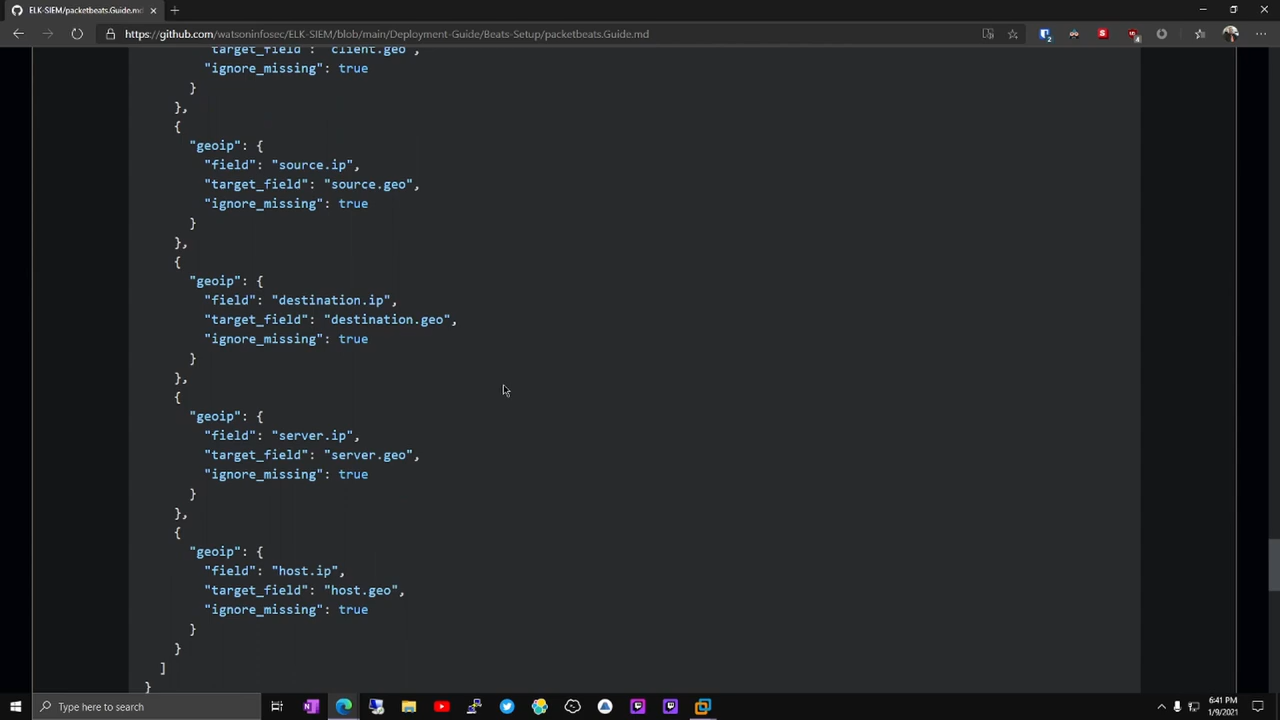 ELK-SIEM/packetbeats.Guide.md
https://github.com/watsoninfosec/ELK-SIEM/blob/main/Deployment-Guide/Beats-Setup/packetbeats.Guide.md
"target_field": "client.geo",
"ignore_missing": true
}
},
{
"geoip": {
"field": "source.ip",
"target_field": "source.geo",
"ignore_missing": true
}
},
{
"geoip": {
"field": "destination.ip",
"target_field": "destination.geo",
"ignore_missing": true
}
},
{
"geoip": {
"field": "server.ip",
"target_field": "server.geo",
"ignore_missing": true
}
},
{
"geoip": {
"field": "host.ip",
"target_field": "host.geo",
"ignore_missing": true
}
}
]
}
Type here to search
6:41 PM
1/9/2021